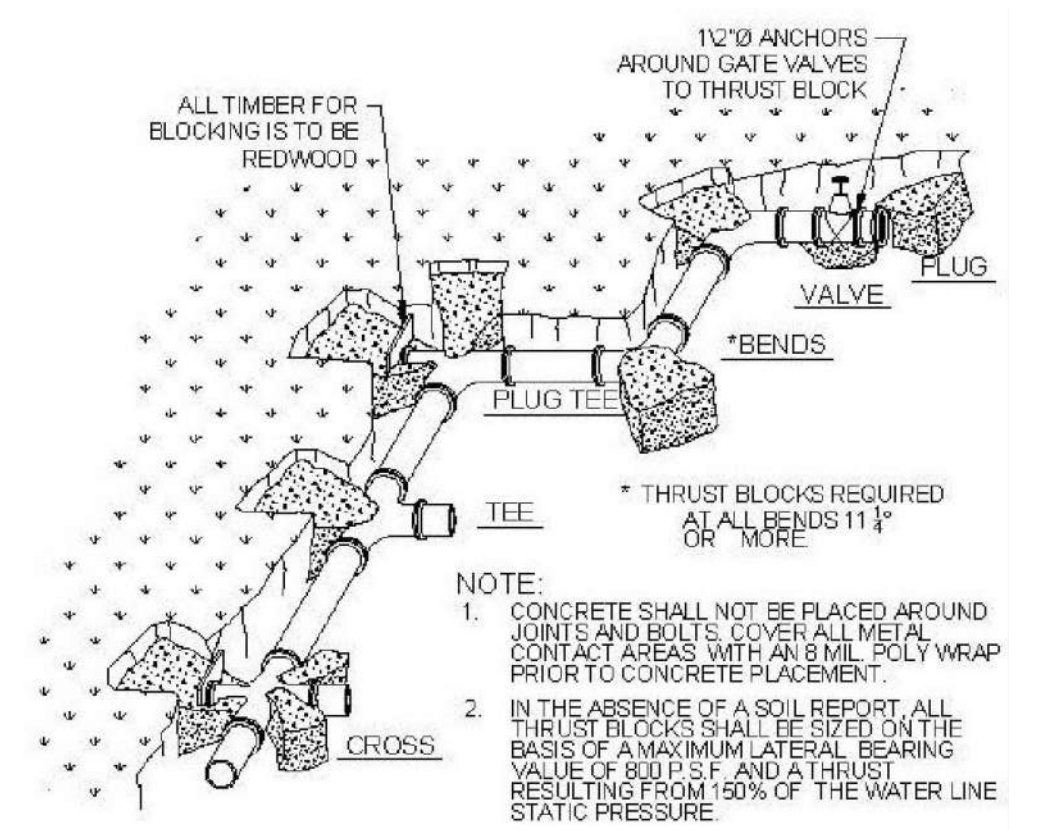 1\2"Ø ANCHORS
AROUND GATE VALVES
TO THRUST BLOCK
ALL TIMBER FOR
BLOCKING IS TO BE
REDWOOD
PLUG
VALVE
*BENDS
PLUG TEE
TEE
* THRUST BLOCKS REQUIRED
AT ALL BENDS 11 1/4°
OR MORE
CROSS
NOTE:
1. CONCRETE SHALL NOT BE PLACED AROUND
JOINTS AND BOLTS. COVER ALL METAL
CONTACT AREAS WITH AN 8 MIL. POLY WRAP
PRIOR TO CONCRETE PLACEMENT.
2. IN THE ABSENCE OF A SOIL REPORT, ALL
THRUST BLOCKS SHALL BE SIZED ON THE
BASIS OF A MAXIMUM LATERAL BEARING
VALUE OF 800 P.S.F. AND A THRUST
RESULTING FROM 150% OF THE WATER LINE
STATIC PRESSURE.